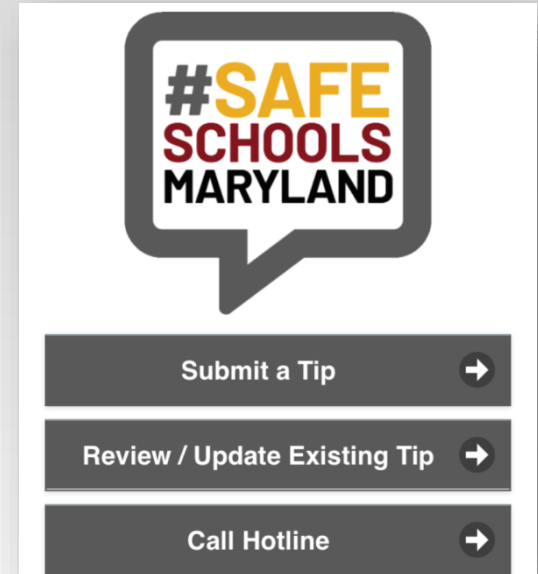 #SAFE
SCHOOLS
MARYLAND
Submit a Tip
Review / Update Existing Tip
Call Hotline